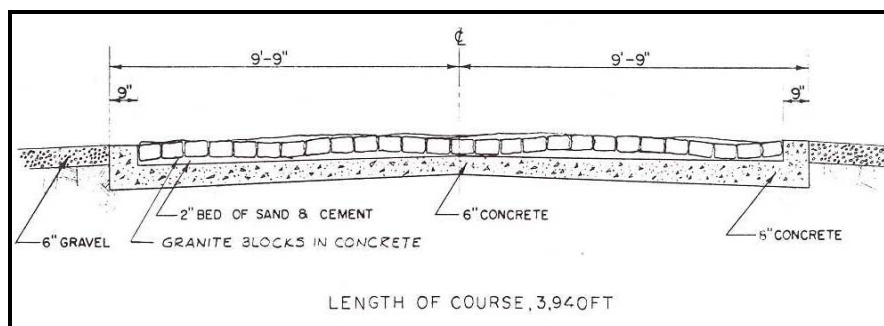 ℄
9'-9" 9'-9"
9" 9"
2" BED OF SAND & CEMENT
6" CONCRETE
6" GRAVEL
GRANITE BLOCKS IN CONCRETE
6" CONCRETE
LENGTH OF COURSE, 3,940FT